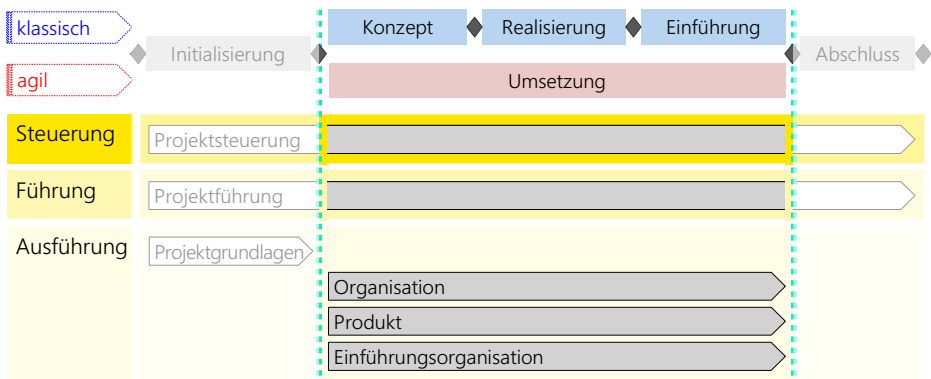 klassisch
Konzept
Realisierung
Einführung
Initialisierung
Abschluss
agil
Umsetzung
Steuerung
Projektsteuerung
Führung
Projektführung
Ausführung
Projektgrundlagen
Organisation
Produkt
Einführungsorganisation